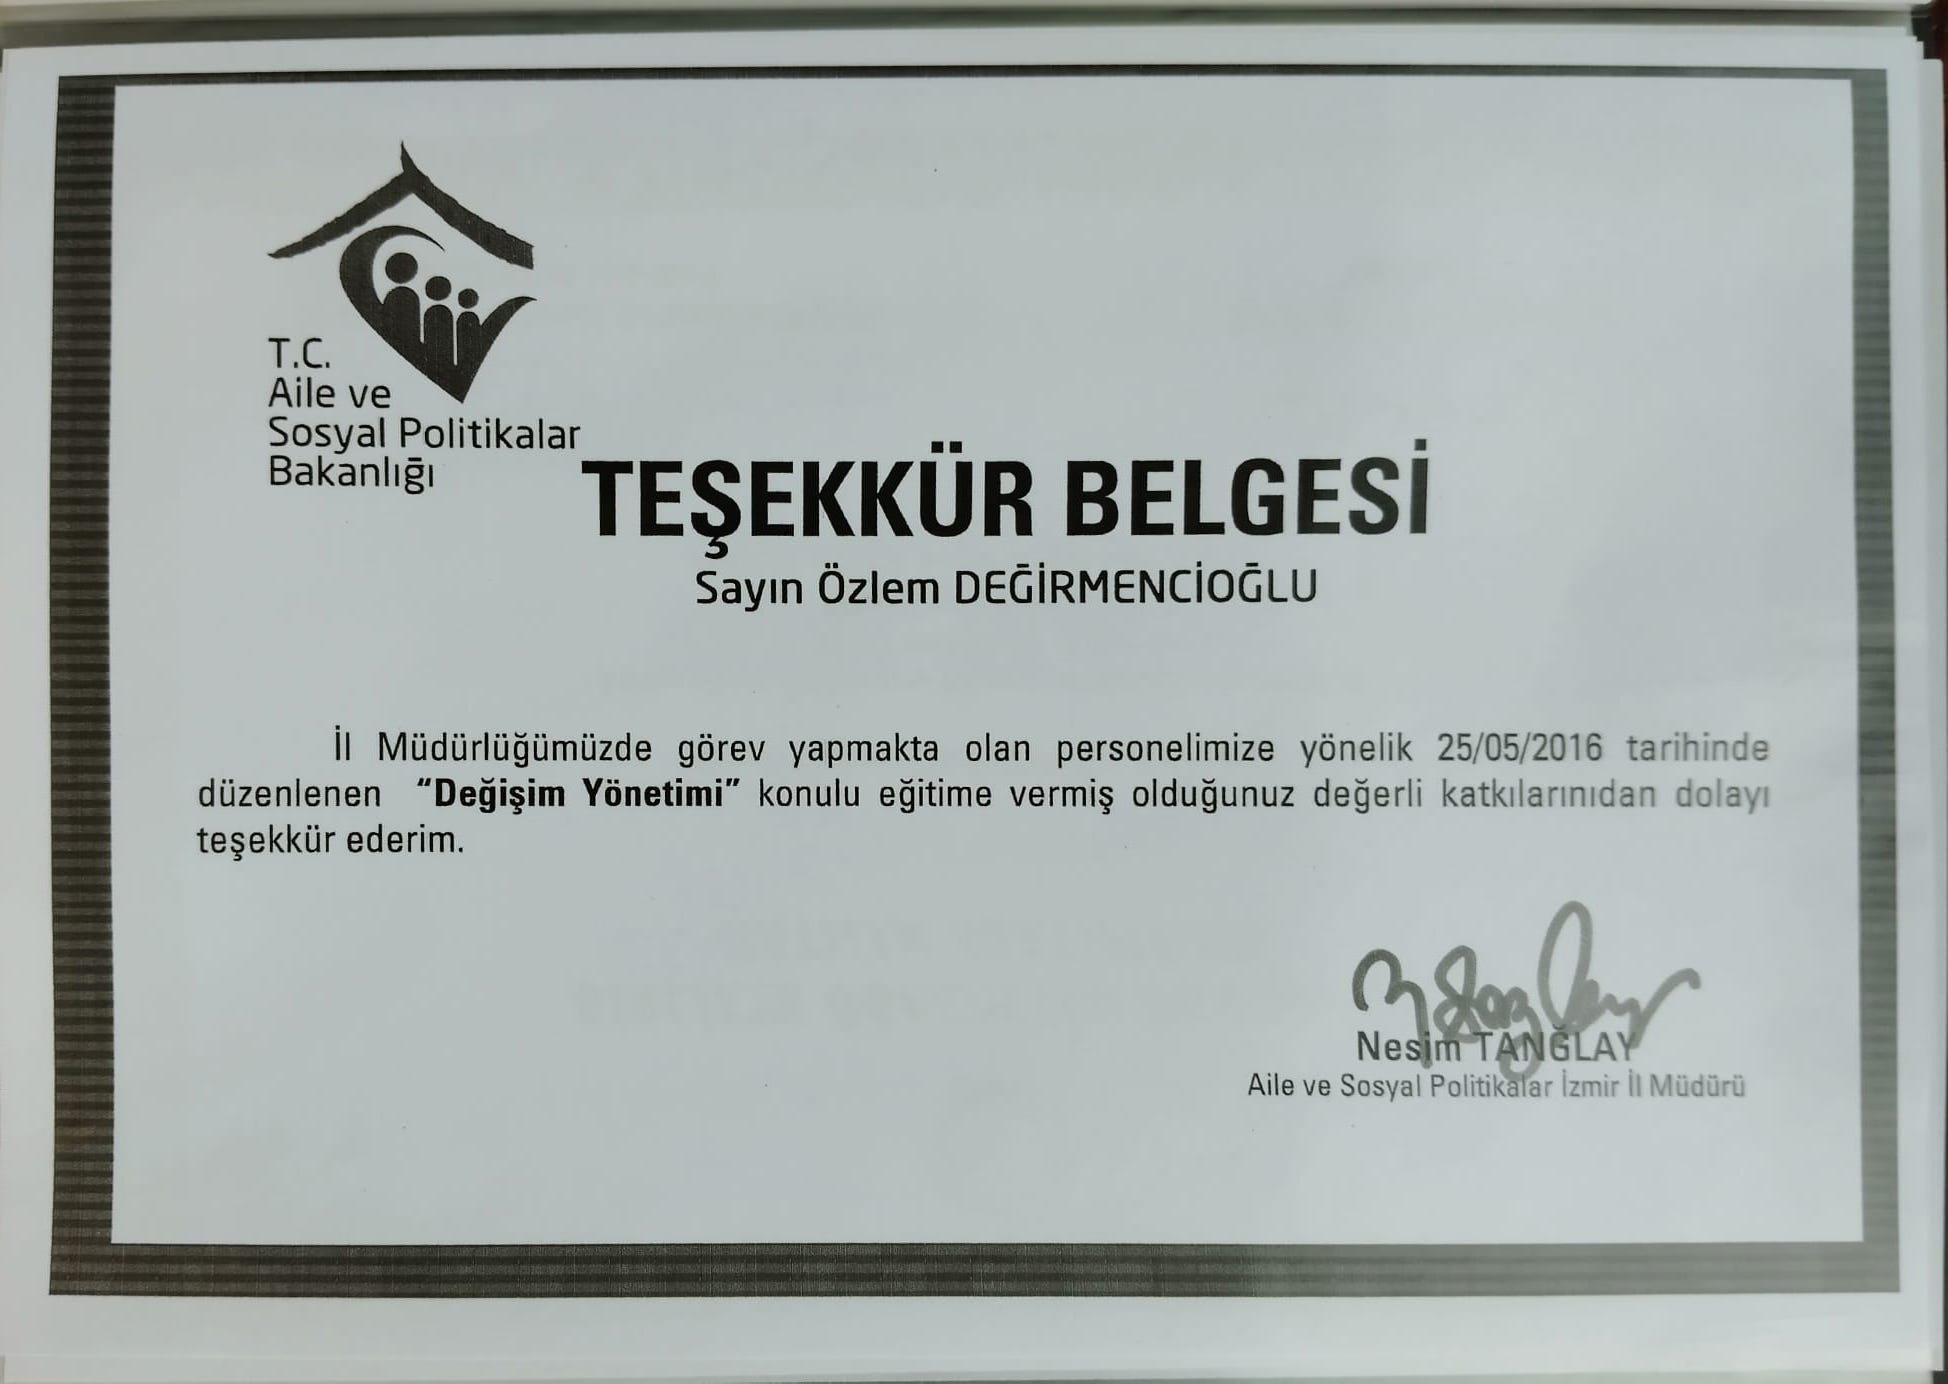 T.C.
Aile ve
Sosyal Politikalar
Bakanlığı
TEŞEKKÜR BELGESİ
Sayın Özlem DEĞİRMENCİOĞLU
İl Müdürlüğümüzde görev yapmakta olan personelimize yönelik 25/05/2016 tarihinde
düzenlenen “Değişim Yönetimi” konulu eğitime vermiş olduğunuz değerli katkılarınıdan dolayı
teşekkür ederim.
Nesim TANĞLAY
Aile ve Sosyal Politikalar İzmir İl Müdürü